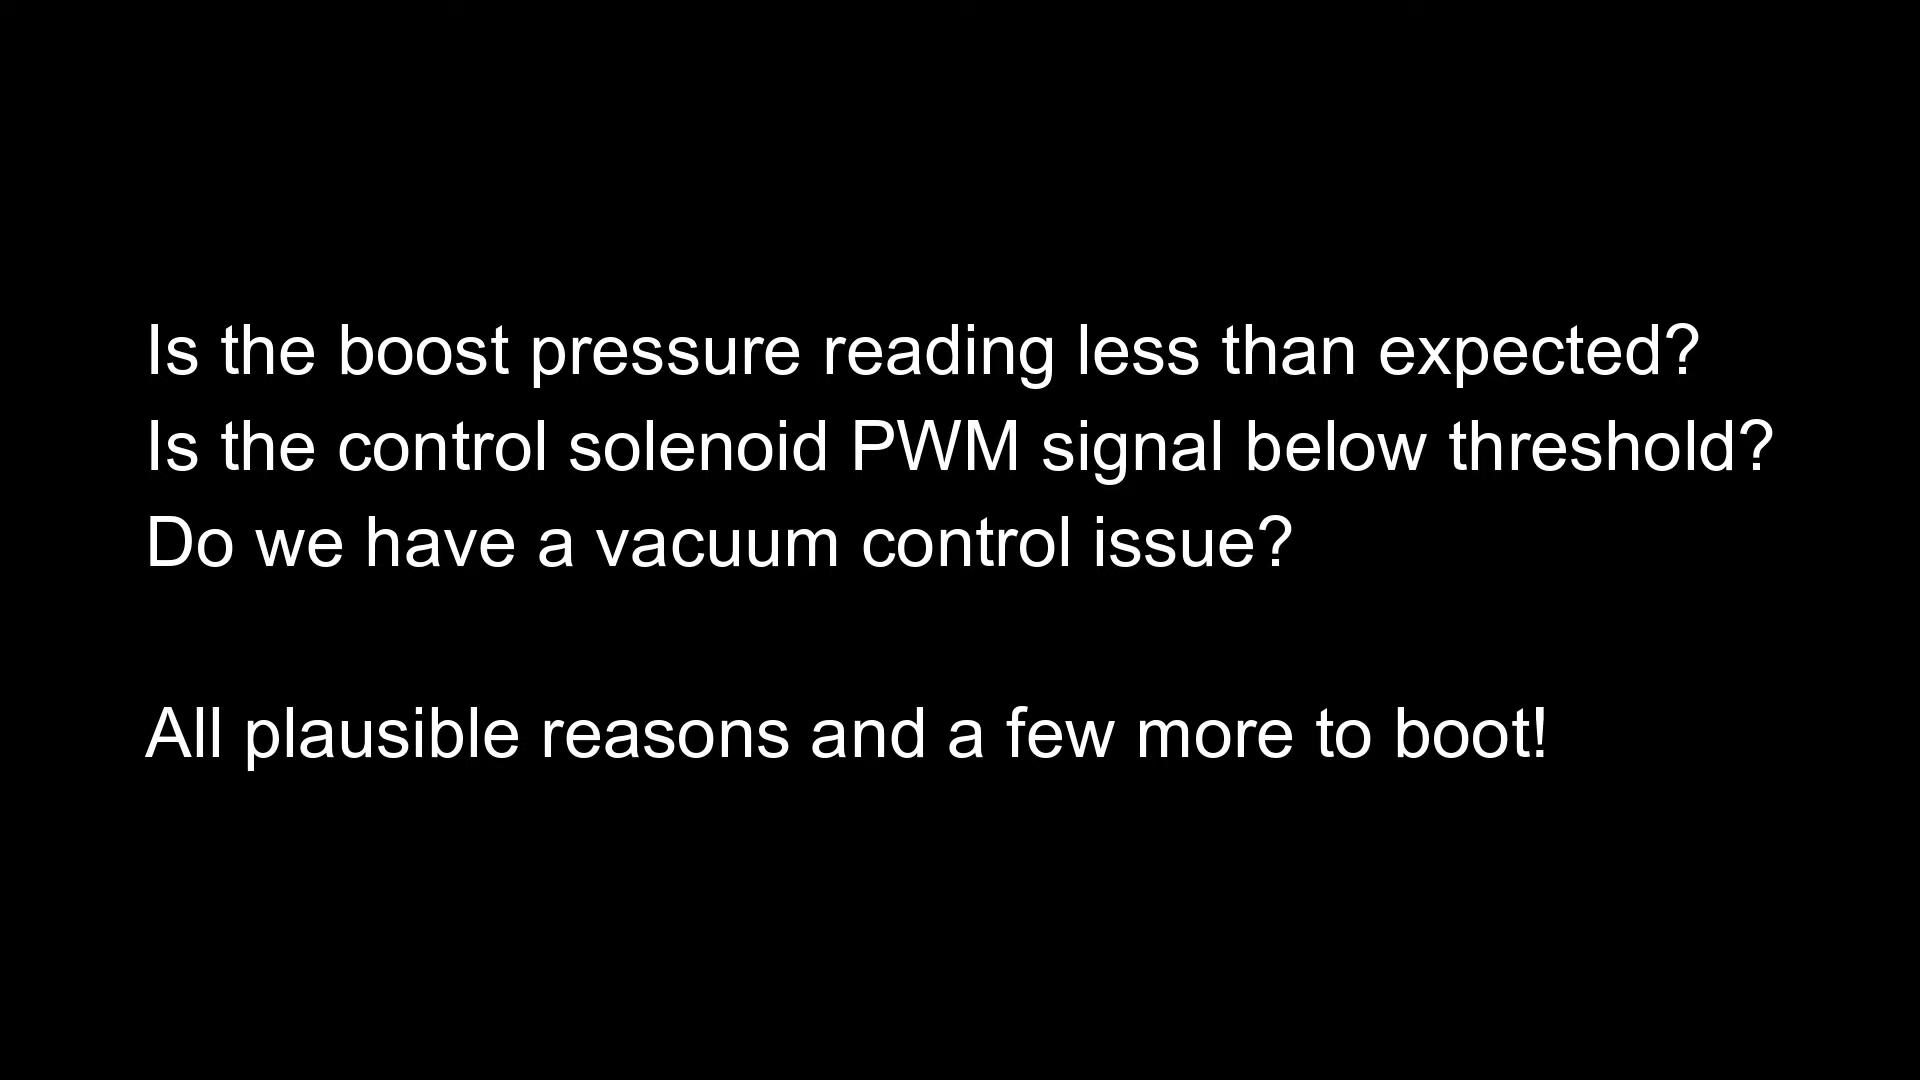 Is the boost pressure reading less than expected?
Is the control solenoid PWM signal below threshold?
Do we have a vacuum control issue?
All plausible reasons and a few more to boot!